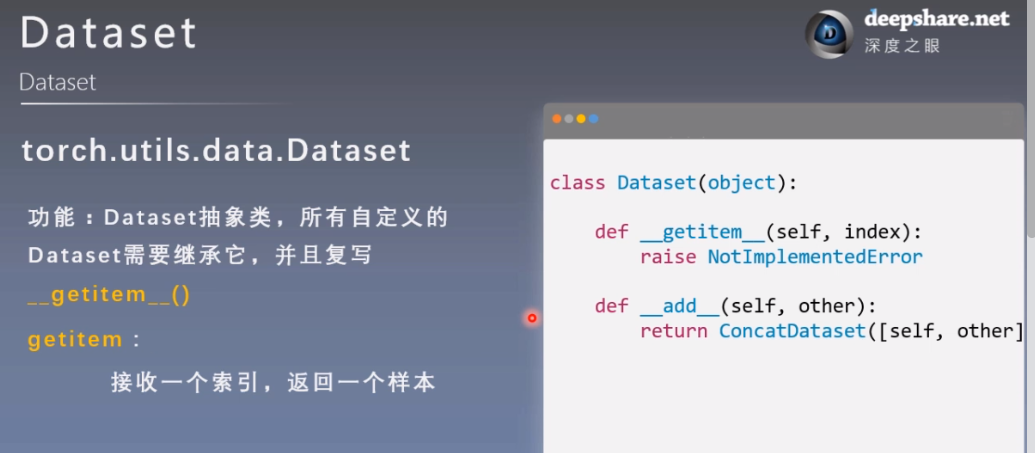 Dataset
deepshare.net
深度之眼
Dataset
torch.utils.data.Dataset
功能：Dataset抽象类，所有自定义的
Dataset需要继承它，并且复写
__getitem__()
getitem：
接收一个索引，返回一个样本
class Dataset(object):
def __getitem__(self, index):
raise NotImplementedError
def __add__(self, other):
return ConcatDataset([self, other]